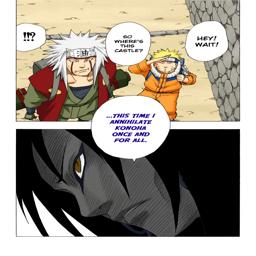 !!?
SO
WHERE'S
THIS
CASTLE?
HEY!
WAIT!
...THIS TIME I
ANNIHILATE
KONOHA
ONCE AND
FOR ALL.